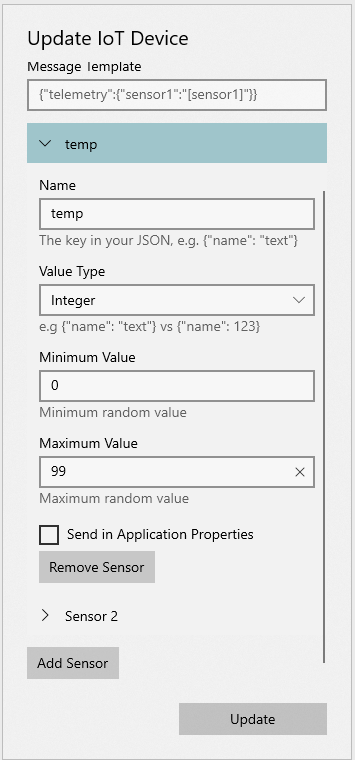 Update IoT Device
Message Template
{"telemetry":{"sensor1":"[sensor1]"}}
temp
Name
temp
The key in your JSON, e.g. {"name": "text"}
Value Type
Integer
e.g {"name": "text"} vs {"name": 123}
Minimum Value
0
Minimum random value
Maximum Value
99
Maximum random value
Send in Application Properties
Remove Sensor
Sensor 2
Add Sensor
Update